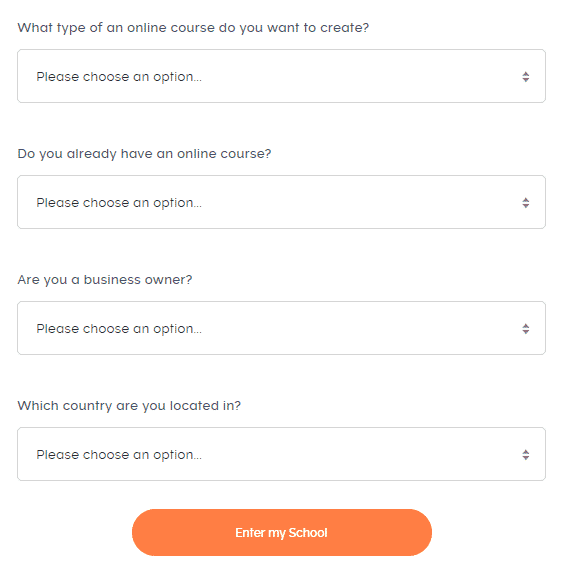 What type of an online course do you want to create?
Please choose an option...
Do you already have an online course?
Please choose an option...
Are you a business owner?
Please choose an option...
Which country are you located in?
Please choose an option...
Enter my School